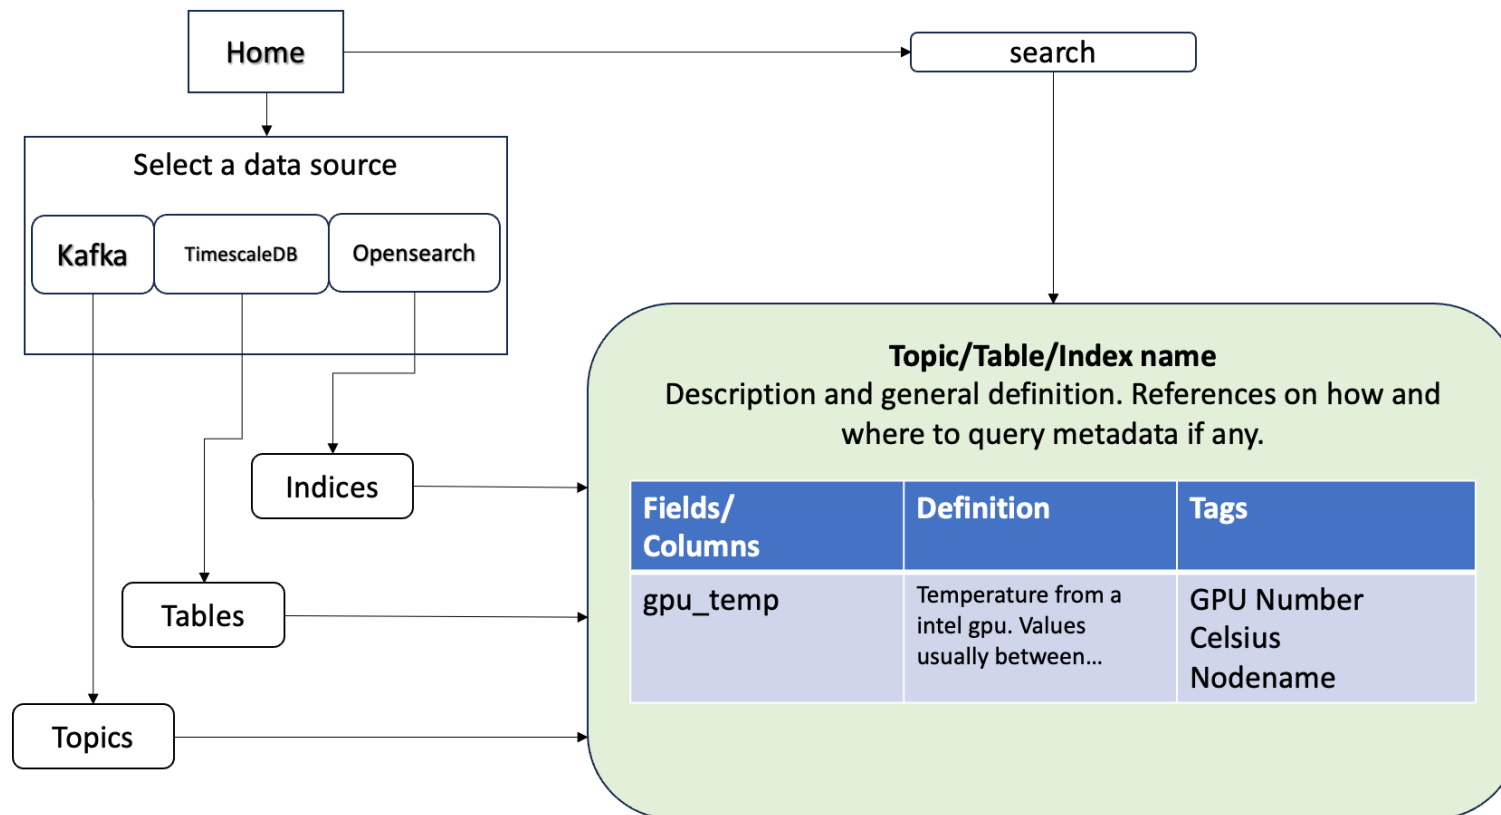 Home
search
Select a data source
Kafka
TimescaleDB
Opensearch
Topic/Table/Index name
Description and general definition. References on how and
where to query metadata if any.
Indices
Fields/
Columns
Definition
Tags
gpu_temp
Temperature from a
intel gpu. Values
usually between...
GPU Number
Celsius
Nodename
Tables
Topics